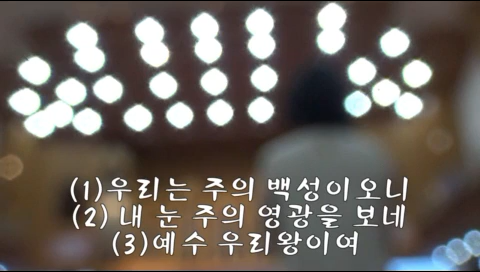 (1)우리는 주의 백성이오니
(2) 내 눈 주의 영광을 보네
(3)예수 우리왕이여